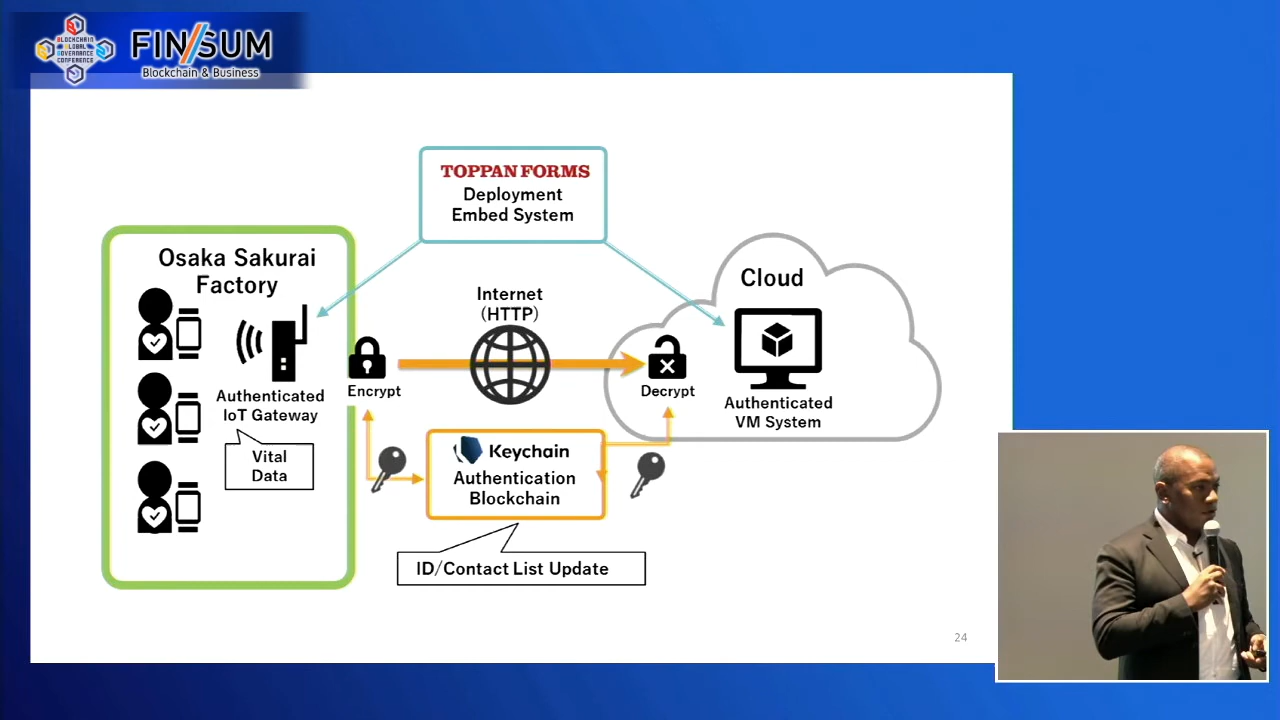 BLOCKCHAIN
GLOBAL
GOVERNANCE
CONFERENCE
FIN/SUM
Blockchain & Business
TOPPAN FORMS
Deployment
Embed System
Osaka Sakurai
Factory
Cloud
Internet
(HTTP)
Encrypt
Decrypt
Authenticated
IoT Gateway
Authenticated
VM System
Vital
Data
Keychain
Authentication
Blockchain
ID/Contact List Update
24